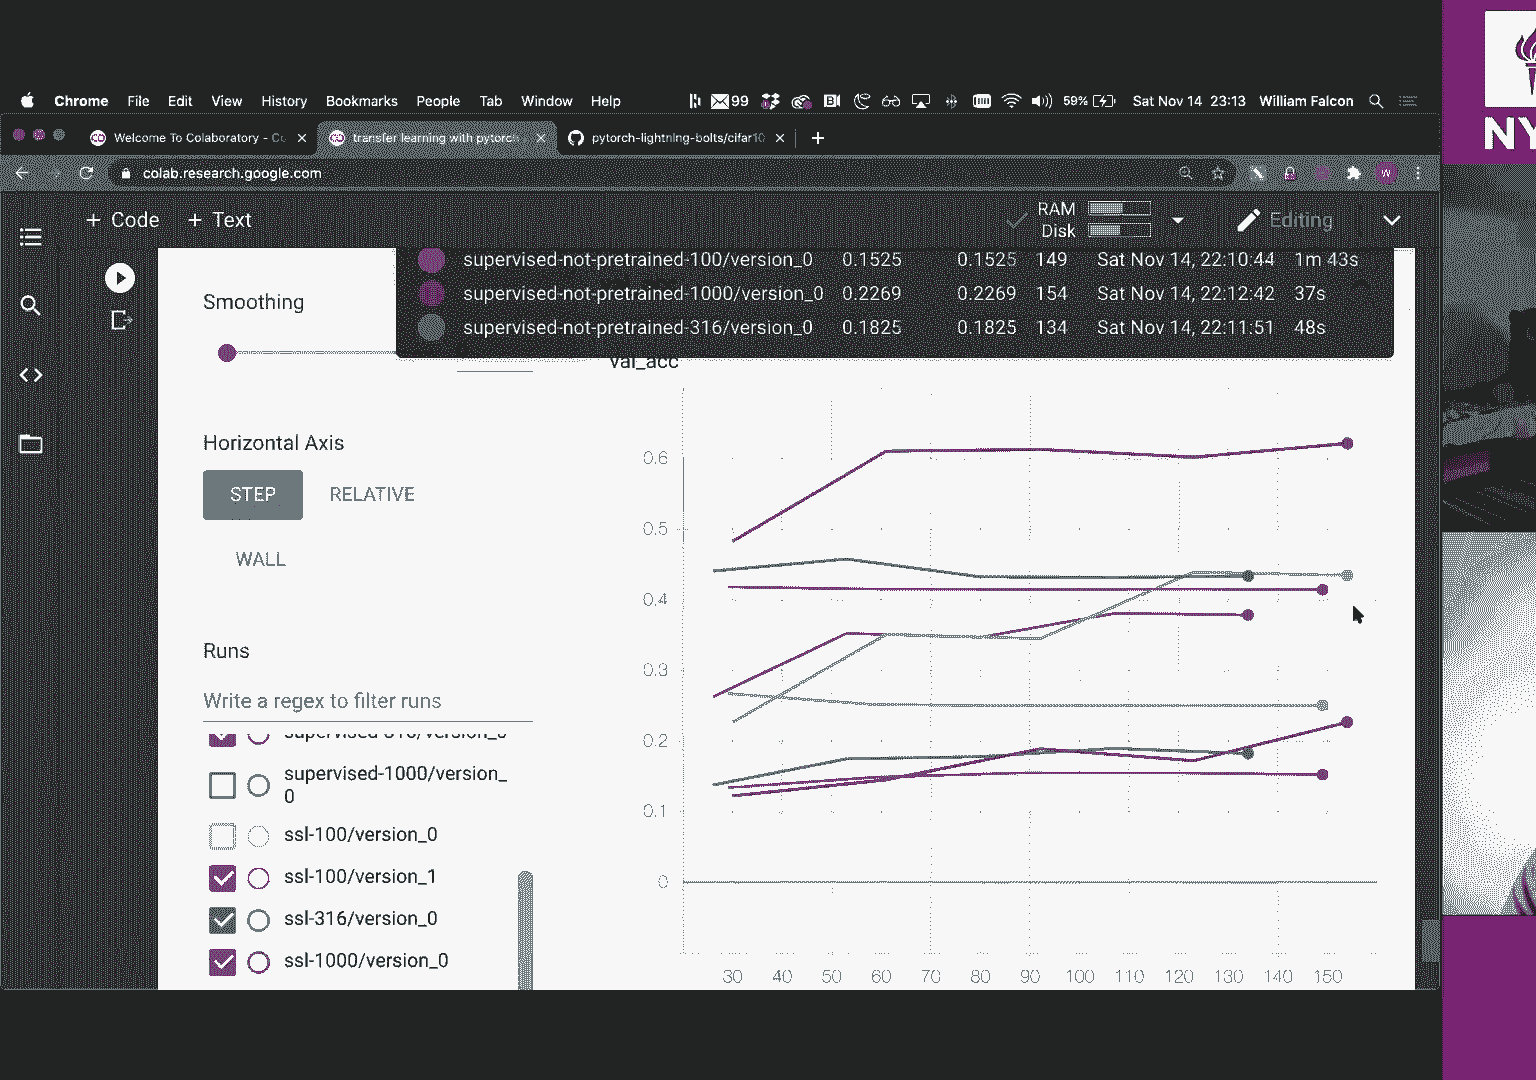 Chrome File Edit View History Bookmarks People Tab Window Help 99 59% Sat Nov 14 23:13 William Falcon
Welcome To Colaboratory - Co transfer learning with pytorch pytorch-lightning-bolts/cifar10
colab.research.google.com W
+ Code + Text RAM Disk Editing
supervised-not-pretrained-100/version_0 0.1525 0.1525 149 Sat Nov 14, 22:10:44 1m 43s
supervised-not-pretrained-1000/version_0 0.2269 0.2269 154 Sat Nov 14, 22:12:42 37s
supervised-not-pretrained-316/version_0 0.1825 0.1825 134 Sat Nov 14, 22:11:51 48s
Smoothing
val_acc
Horizontal Axis
STEP RELATIVE
WALL
Runs
Write a regex to filter runs
supervised-316/version_0
supervised-1000/version_
0
ssl-100/version_0
ssl-100/version_1
ssl-316/version_0
ssl-1000/version_0
0.6
0.5
0.4
0.3
0.2
0.1
0
30 40 50 60 70 80 90 100 110 120 130 140 150
NY